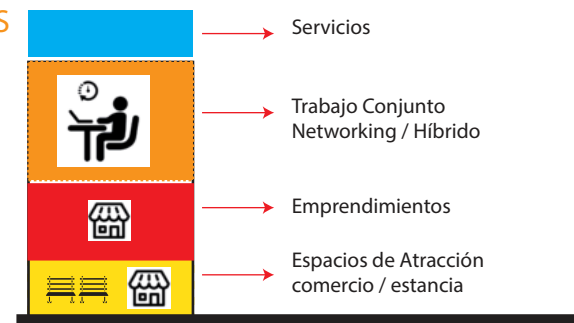 S
Servicios
Trabajo Conjunto
Networking / Híbrido
Emprendimientos
Espacios de Atracción
comercio / estancia